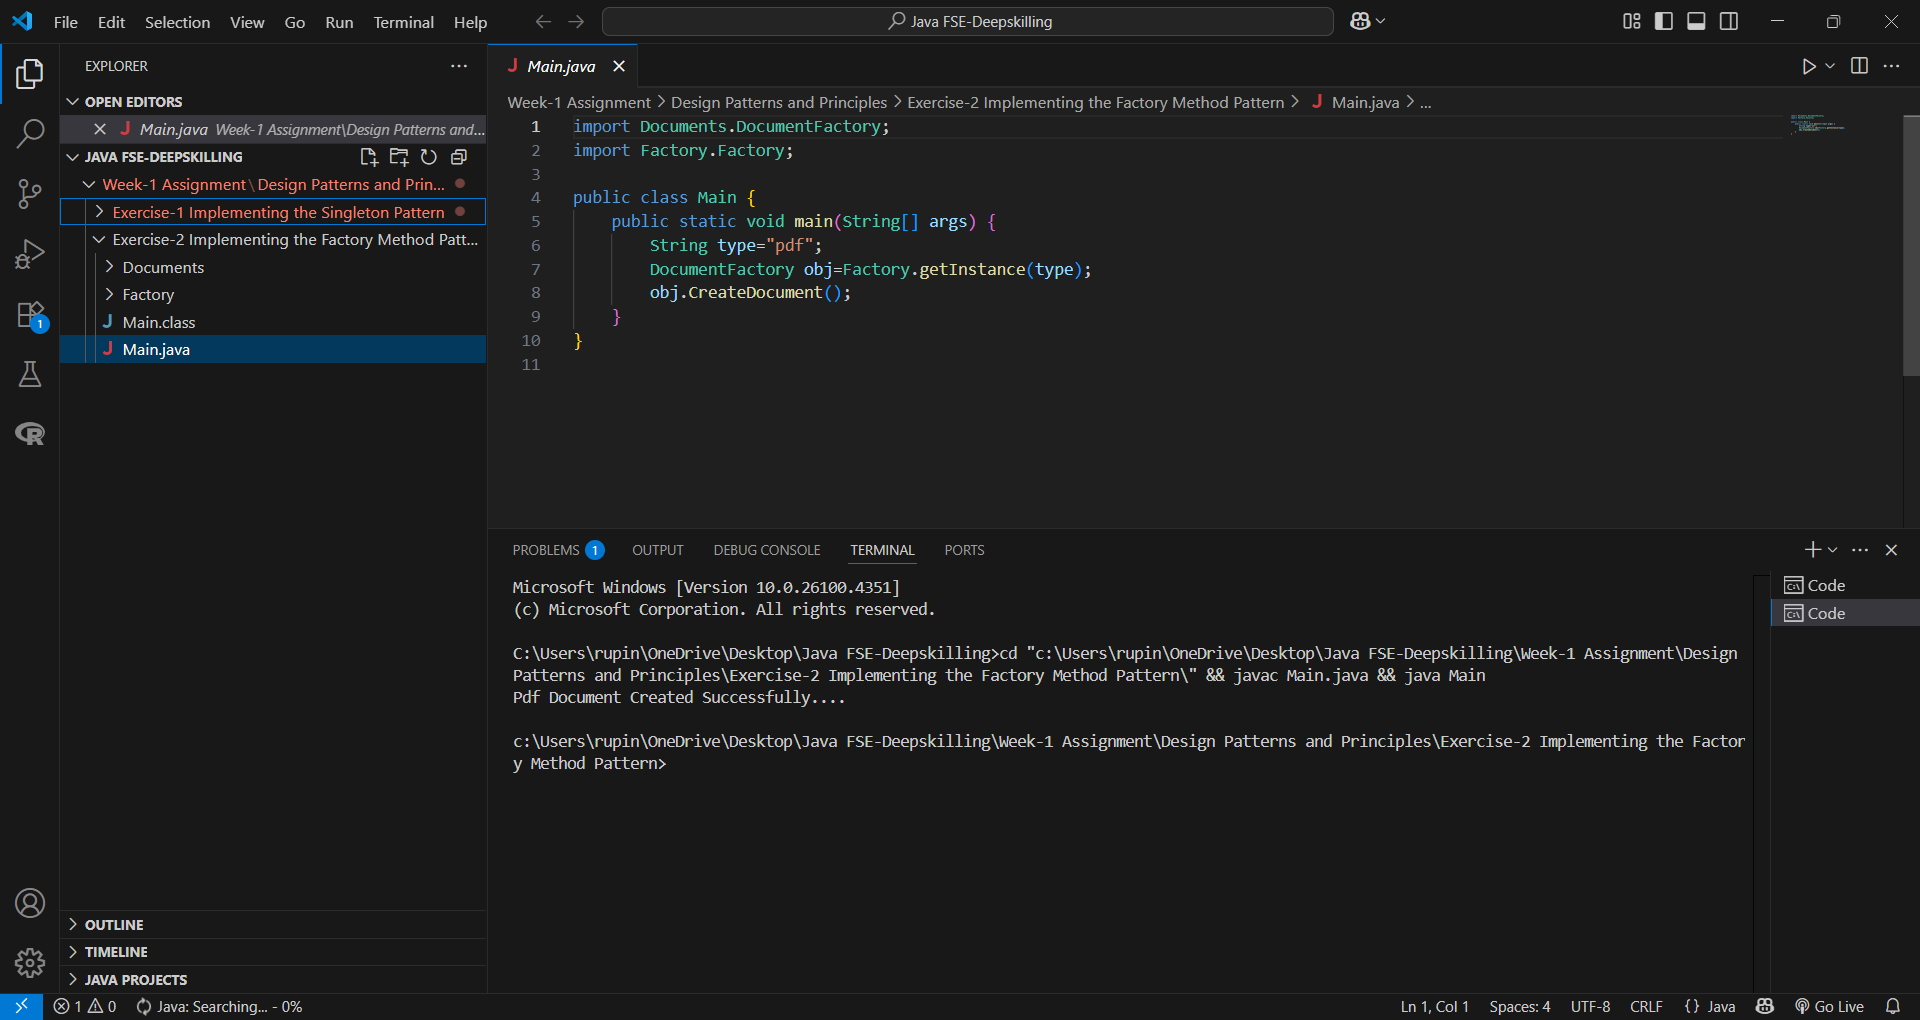 File Edit Selection View Go Run Terminal Help
Java FSE-Deepskilling
EXPLORER
OPEN EDITORS
Main.java Week-1 Assignment\Design Patterns and...
JAVA FSE-DEEPSKILLING
Week-1 Assignment\Design Patterns and Prin...
Exercise-1 Implementing the Singleton Pattern
Exercise-2 Implementing the Factory Method Patt...
Documents
Factory
Main.class
Main.java
1
OUTLINE
TIMELINE
JAVA PROJECTS
Main.java
Week-1 Assignment > Design Patterns and Principles > Exercise-2 Implementing the Factory Method Pattern > Main.java > ...
1 import Documents.DocumentFactory;
2 import Factory.Factory;
3
4 public class Main {
5 public static void main(String[] args) {
6 String type="pdf";
7 DocumentFactory obj=Factory.getInstance(type);
8 obj.CreateDocument();
9 }
10 }
11
PROBLEMS 1 OUTPUT DEBUG CONSOLE TERMINAL PORTS
Microsoft Windows [Version 10.0.26100.4351]
(c) Microsoft Corporation. All rights reserved.
C:\Users\rupin\OneDrive\Desktop\Java FSE-Deepskilling>cd "c:\Users\rupin\OneDrive\Desktop\Java FSE-Deepskilling\Week-1 Assignment\Design
Patterns and Principles\Exercise-2 Implementing the Factory Method Pattern\" && javac Main.java && java Main
Pdf Document Created Successfully....
c:\Users\rupin\OneDrive\Desktop\Java FSE-Deepskilling\Week-1 Assignment\Design Patterns and Principles\Exercise-2 Implementing the Factor
y Method Pattern>
Code
Code
1 0 Java: Searching... - 0%
Ln 1, Col 1 Spaces: 4 UTF-8 CRLF {} Java Go Live